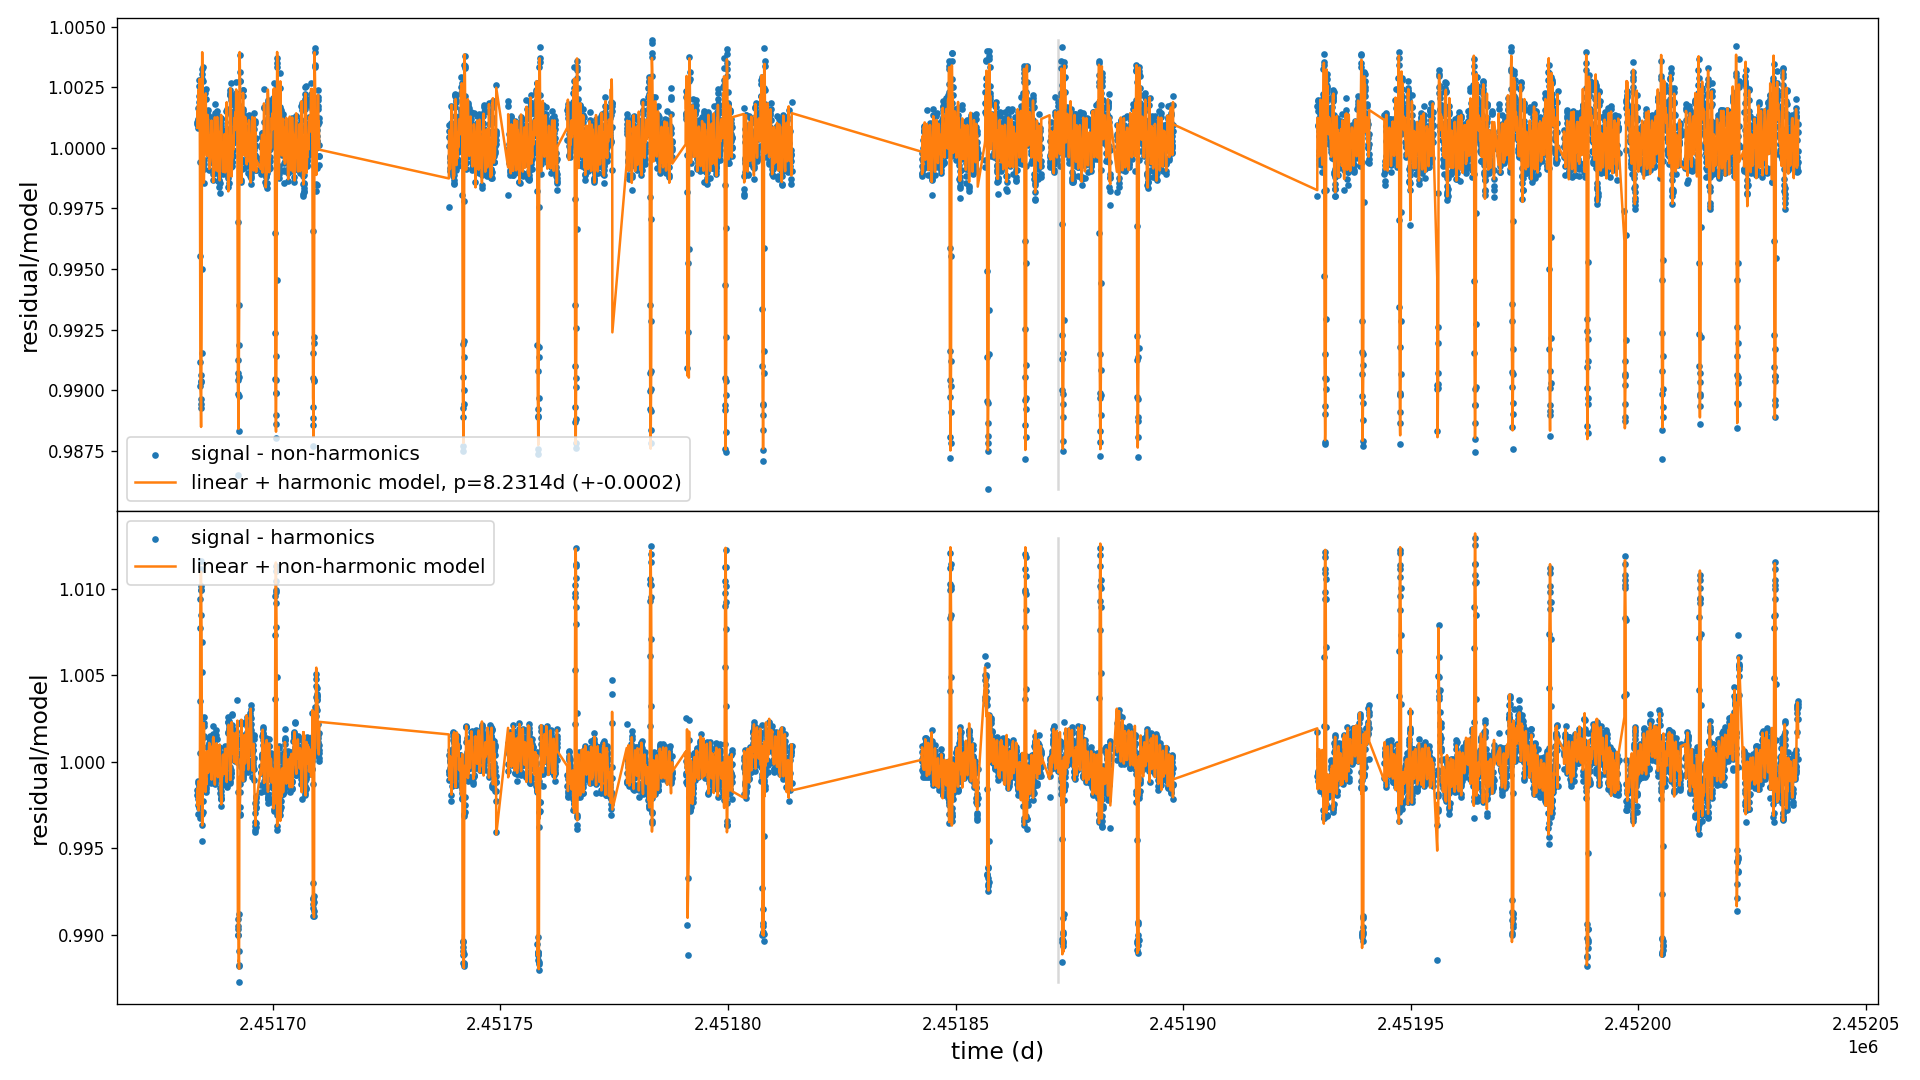 1.0050
1.0025
1.0000
0.9975
0.9950
0.9925
0.9900
0.9875
residual/model
signal - non-harmonics
linear + harmonic model, p=8.2314d (+-0.0002)
signal - harmonics
linear + non-harmonic model
1.010
1.005
1.000
0.995
0.990
residual/model
2.45170 2.45175 2.45180 2.45185 2.45190 2.45195 2.45200 2.45205
time (d)
1e6